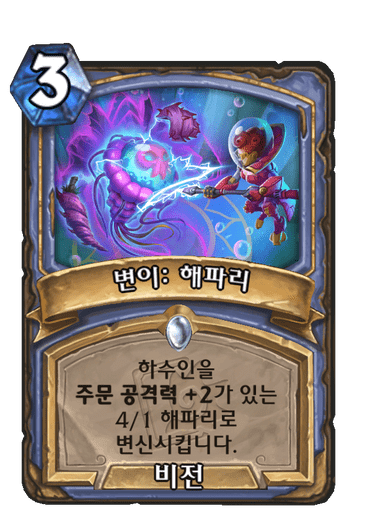 3
변이: 해파리
하수인을
주문 공격력 +2가 있는
4/1 해파리로
변신시킵니다.
비전